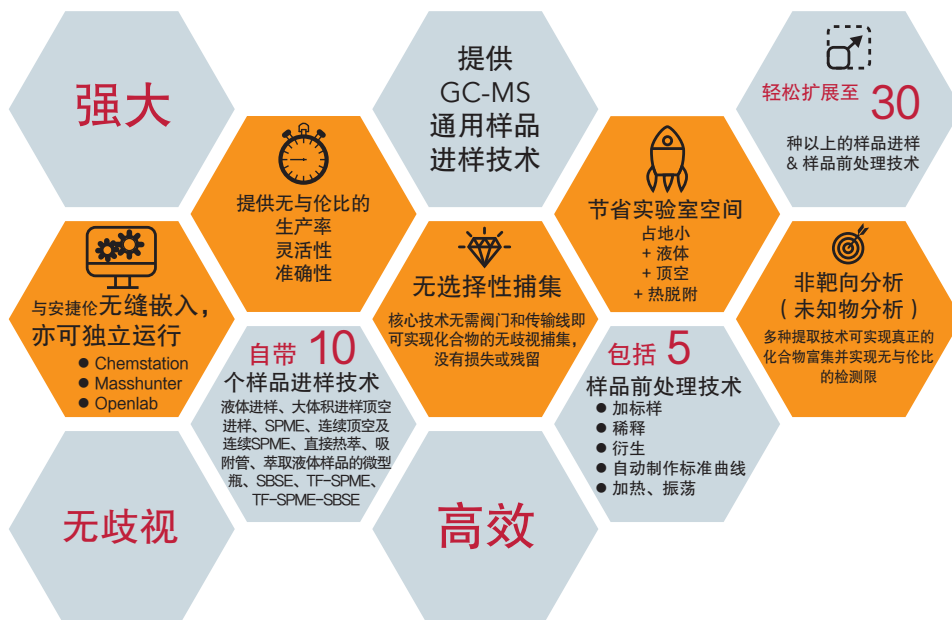 强大
提供
GC-MS
通用样品
进样技术
轻松扩展至 30
种以上的样品进样
& 样品前处理技术
提供无与伦比的
生产率
灵活性
准确性
节省实验室空间
占地小
+ 液体
+ 顶空
+ 热脱附
与安捷伦无缝嵌入，
亦可独立运行
● Chemstation
● Masshunter
● Openlab
无选择性捕集
核心技术无需阀门和传输线即
可实现化合物的无歧视捕集，
没有损失或残留
非靶向分析
（未知物分析）
多种提取技术可实现真正的
化合物富集并实现无与伦比
的检测限
自带 10
个样品进样技术
液体进样、大体积进样顶空
进样、SPME、连续顶空及
连续SPME、直接热萃、吸
附管、萃取液体样品的微型
瓶、SBSE、TF-SPME、
TF-SPME-SBSE
包括 5
样品前处理技术
● 加标样
● 稀释
● 衍生
● 自动制作标准曲线
● 加热、振荡
无歧视
高效